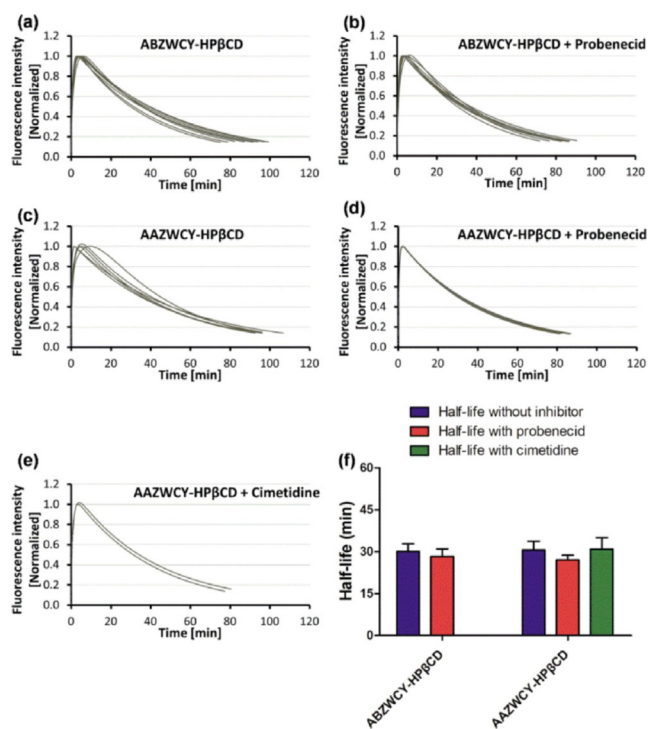 (a)
ABZWCY-HPβCD
Fluorescence intensity
[Normalized]
1.2
1.0
0.8
0.6
0.4
0.2
0.0
0 20 40 60 80 100 120
Time [min]
(b)
ABZWCY-HPβCD + Probenecid
Fluorescence intensity
[Normalized]
1.2
1.0
0.8
0.6
0.4
0.2
0.0
0 20 40 60 80 100 120
Time [min]
(c)
AAZWCY-HPβCD
Fluorescence intensity
[Normalized]
1.2
1.0
0.8
0.6
0.4
0.2
0.0
0 20 40 60 80 100 120
Time [min]
(d)
AAZWCY-HPβCD + Probenecid
Fluorescence intensity
[Normalized]
1.2
1.0
0.8
0.6
0.4
0.2
0.0
0 20 40 60 80 100 120
Time [min]
(e)
AAZWCY-HPβCD + Cimetidine
Fluorescence intensity
[Normalized]
1.2
1.0
0.8
0.6
0.4
0.2
0.0
0 20 40 60 80 100 120
Time [min]
Half-life without inhibitor
Half-life with probenecid
Half-life with cimetidine
(f)
Half-life (min)
60
45
30
15
0
ABZWCY-HPβCD
AAZWCY-HPβCD